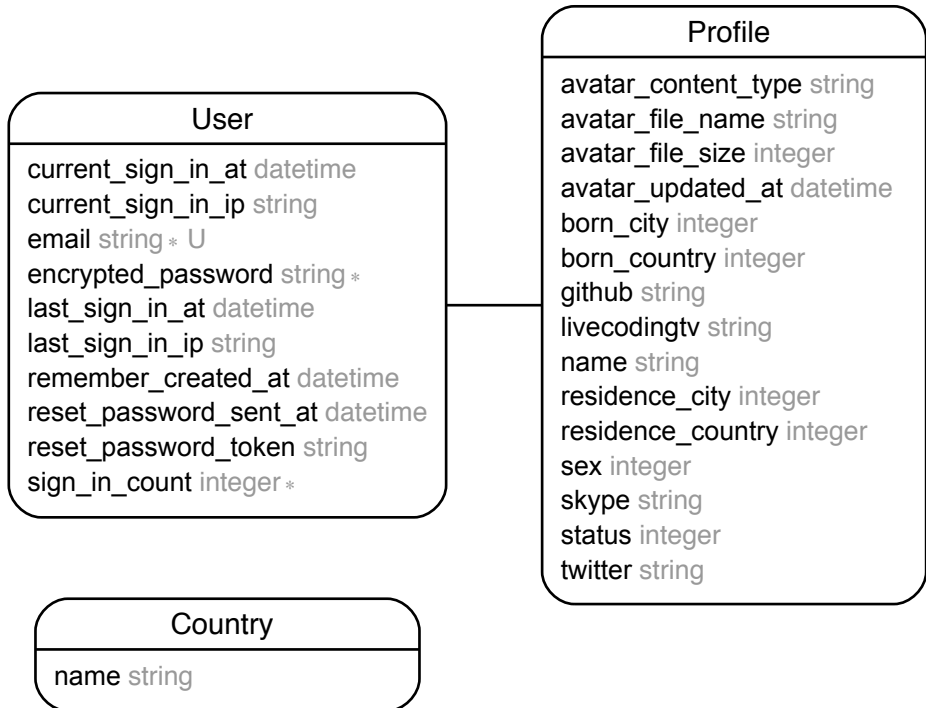 User
current_sign_in_at datetime
current_sign_in_ip string
email string * U
encrypted_password string *
last_sign_in_at datetime
last_sign_in_ip string
remember_created_at datetime
reset_password_sent_at datetime
reset_password_token string
sign_in_count integer *
Profile
avatar_content_type string
avatar_file_name string
avatar_file_size integer
avatar_updated_at datetime
born_city integer
born_country integer
github string
livecodingtv string
name string
residence_city integer
residence_country integer
sex integer
skype string
status integer
twitter string
Country
name string